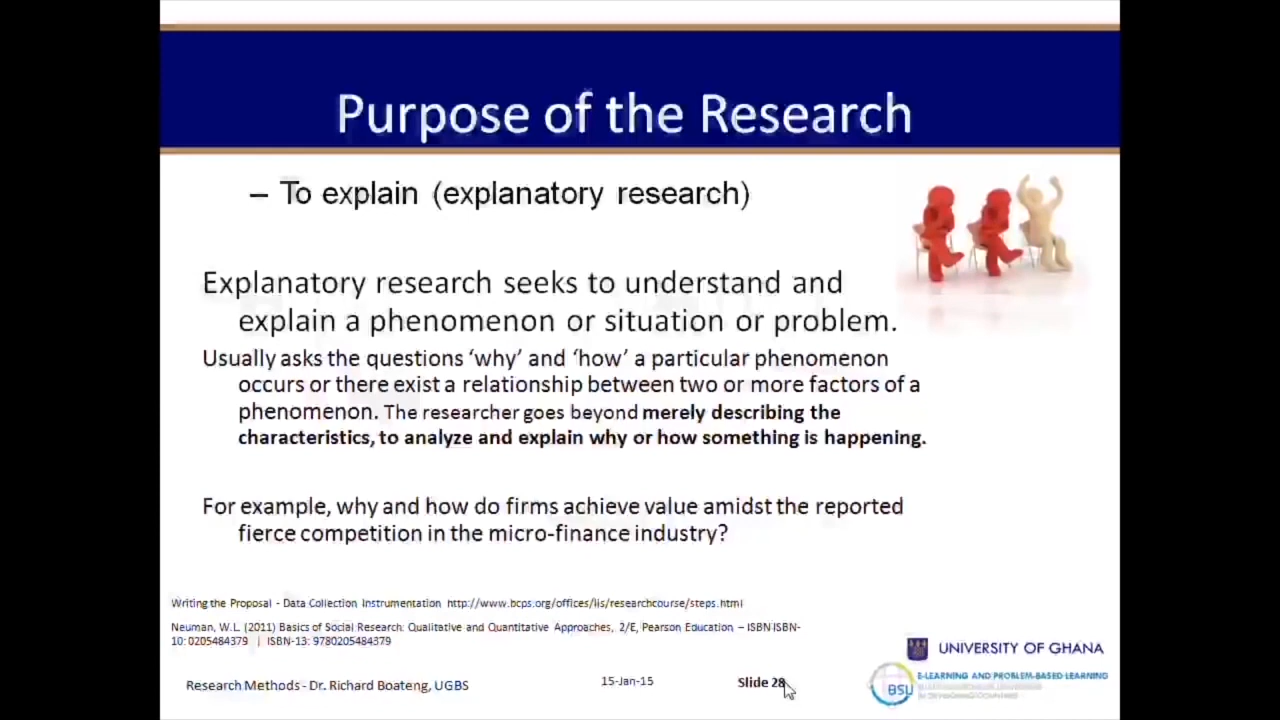 Purpose of the Research
– To explain (explanatory research)
Explanatory research seeks to understand and
explain a phenomenon or situation or problem.
Usually asks the questions ‘why’ and ‘how’ a particular phenomenon
occurs or there exist a relationship between two or more factors of a
phenomenon. The researcher goes beyond merely describing the
characteristics, to analyze and explain why or how something is happening.
For example, why and how do firms achieve value amidst the reported
fierce competition in the micro-finance industry?
Writing the Proposal - Data Collection Instrumentation http://www.bcps.org/offices/lis/researchcourse/steps.html
Neuman, W.L. (2011) Basics of Social Research: Qualitative and Quantitative Approaches, 2/E, Pearson Education – ISBN ISBN-
10: 0205484379 | ISBN-13: 9780205484379
UNIVERSITY OF GHANA
BSU
E-LEARNING AND PROBLEM-BASED LEARNING
Research Methods - Dr. Richard Boateng, UGBS
15-Jan-15
Slide 28